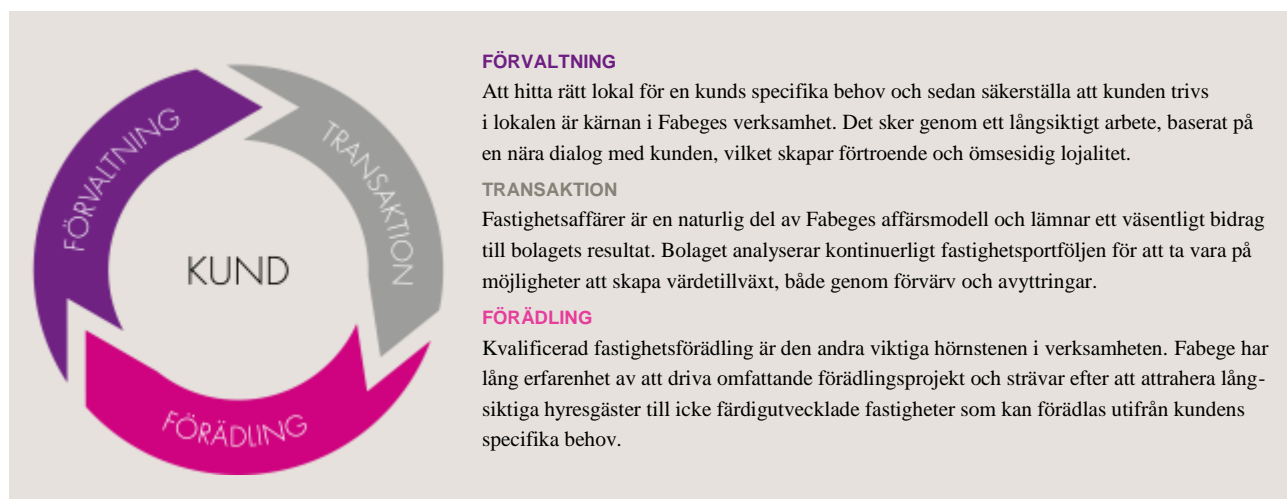 FÖRVALTNING
TRANSAKTION
KUND
FÖRÄDLING
FÖRVALTNING
Att hitta rätt lokal för en kunds specifika behov och sedan säkerställa att kunden trivs
i lokalen är kärnan i Fabeges verksamhet. Det sker genom ett långsiktigt arbete, baserat på
en nära dialog med kunden, vilket skapar förtroende och ömsesidig lojalitet.
TRANSAKTION
Fastighetsaffärer är en naturlig del av Fabeges affärsmodell och lämnar ett väsentligt bidrag
till bolagets resultat. Bolaget analyserar kontinuerligt fastighetsportföljen för att ta vara på
möjligheter att skapa värdetillväxt, både genom förvärv och avyttringar.
FÖRÄDLING
Kvalificerad fastighetsförädling är den andra viktiga hörnstenen i verksamheten. Fabege har
lång erfarenhet av att driva omfattande förädlingsprojekt och strävar efter att attrahera lång-
siktiga hyresgäster till icke färdigutvecklade fastigheter som kan förädlas utifrån kundens
specifika behov.